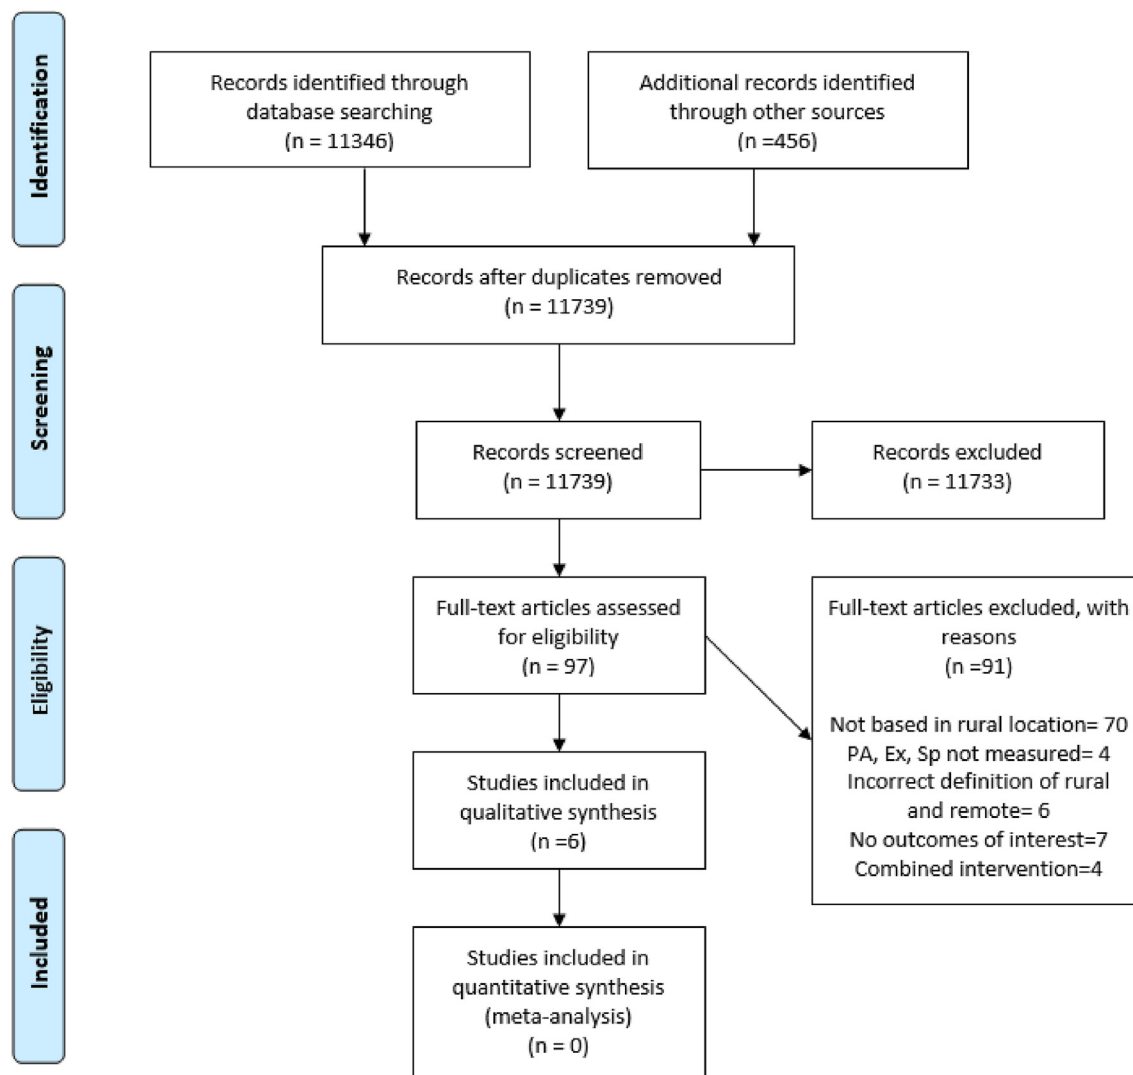 Identification
Records identified through
database searching
(n = 11346)
Additional records identified
through other sources
(n =456)
Records after duplicates removed
(n = 11739)
Screening
Records screened
(n = 11739)
Records excluded
(n = 11733)
Eligibility
Full-text articles assessed
for eligibility
(n = 97)
Full-text articles excluded, with
reasons
(n =91)
Not based in rural location= 70
PA, Ex, Sp not measured= 4
Incorrect definition of rural
and remote= 6
No outcomes of interest=7
Combined intervention=4
Studies included in
qualitative synthesis
(n =6)
Included
Studies included in
quantitative synthesis
(meta-analysis)
(n = 0)